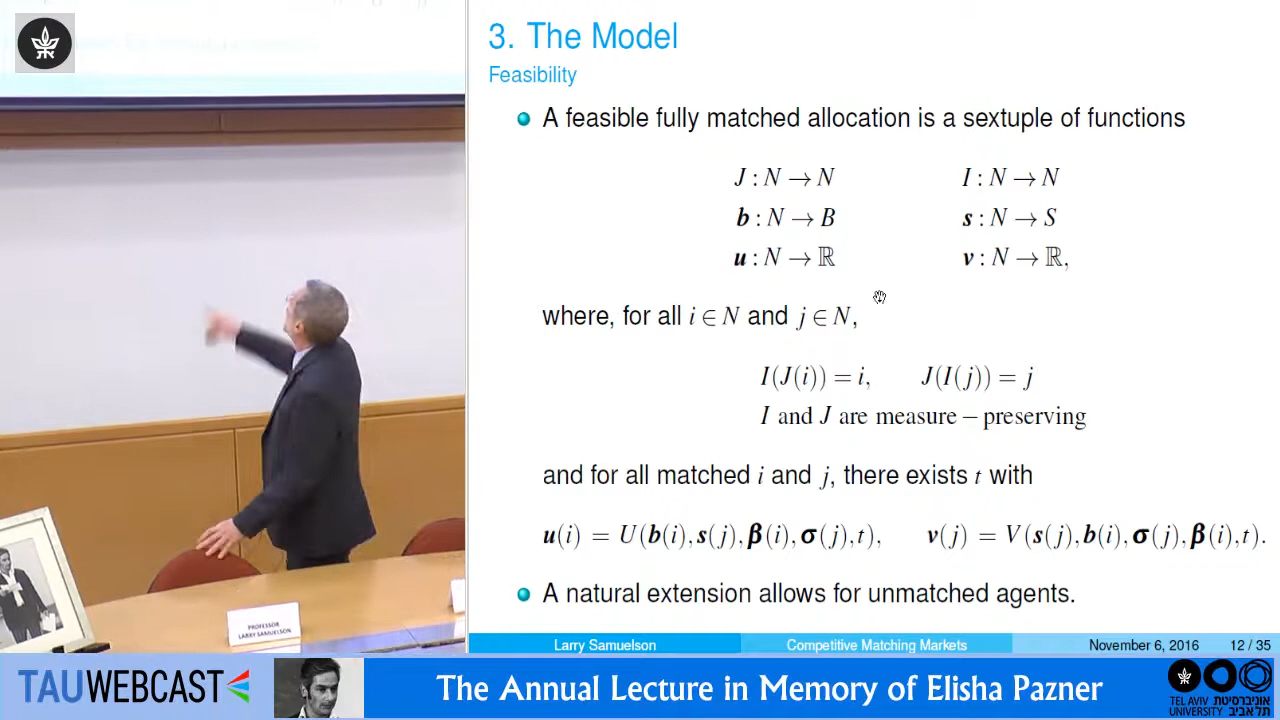 3. The Model
Feasibility
A feasible fully matched allocation is a sextuple of functions
J : N → N I : N → N
b : N → B s : N → S
u : N → ℝ v : N → ℝ,
where, for all i ∈ N and j ∈ N,
I(J(i)) = i, J(I(j)) = j
I and J are measure − preserving
and for all matched i and j, there exists t with
u(i) = U(b(i), s(j), β(i), σ(j), t), v(j) = V(s(j), b(i), σ(j), β(i), t).
A natural extension allows for unmatched agents.
Larry Samuelson Competitive Matching Markets November 6, 2016 12 / 35
PROFESSOR
LARRY SAMUELSON
TAUWEBCAST
The Annual Lecture in Memory of Elisha Pazner
TEL AVIV אוניברסיטת
UNIVERSITY תל אביב